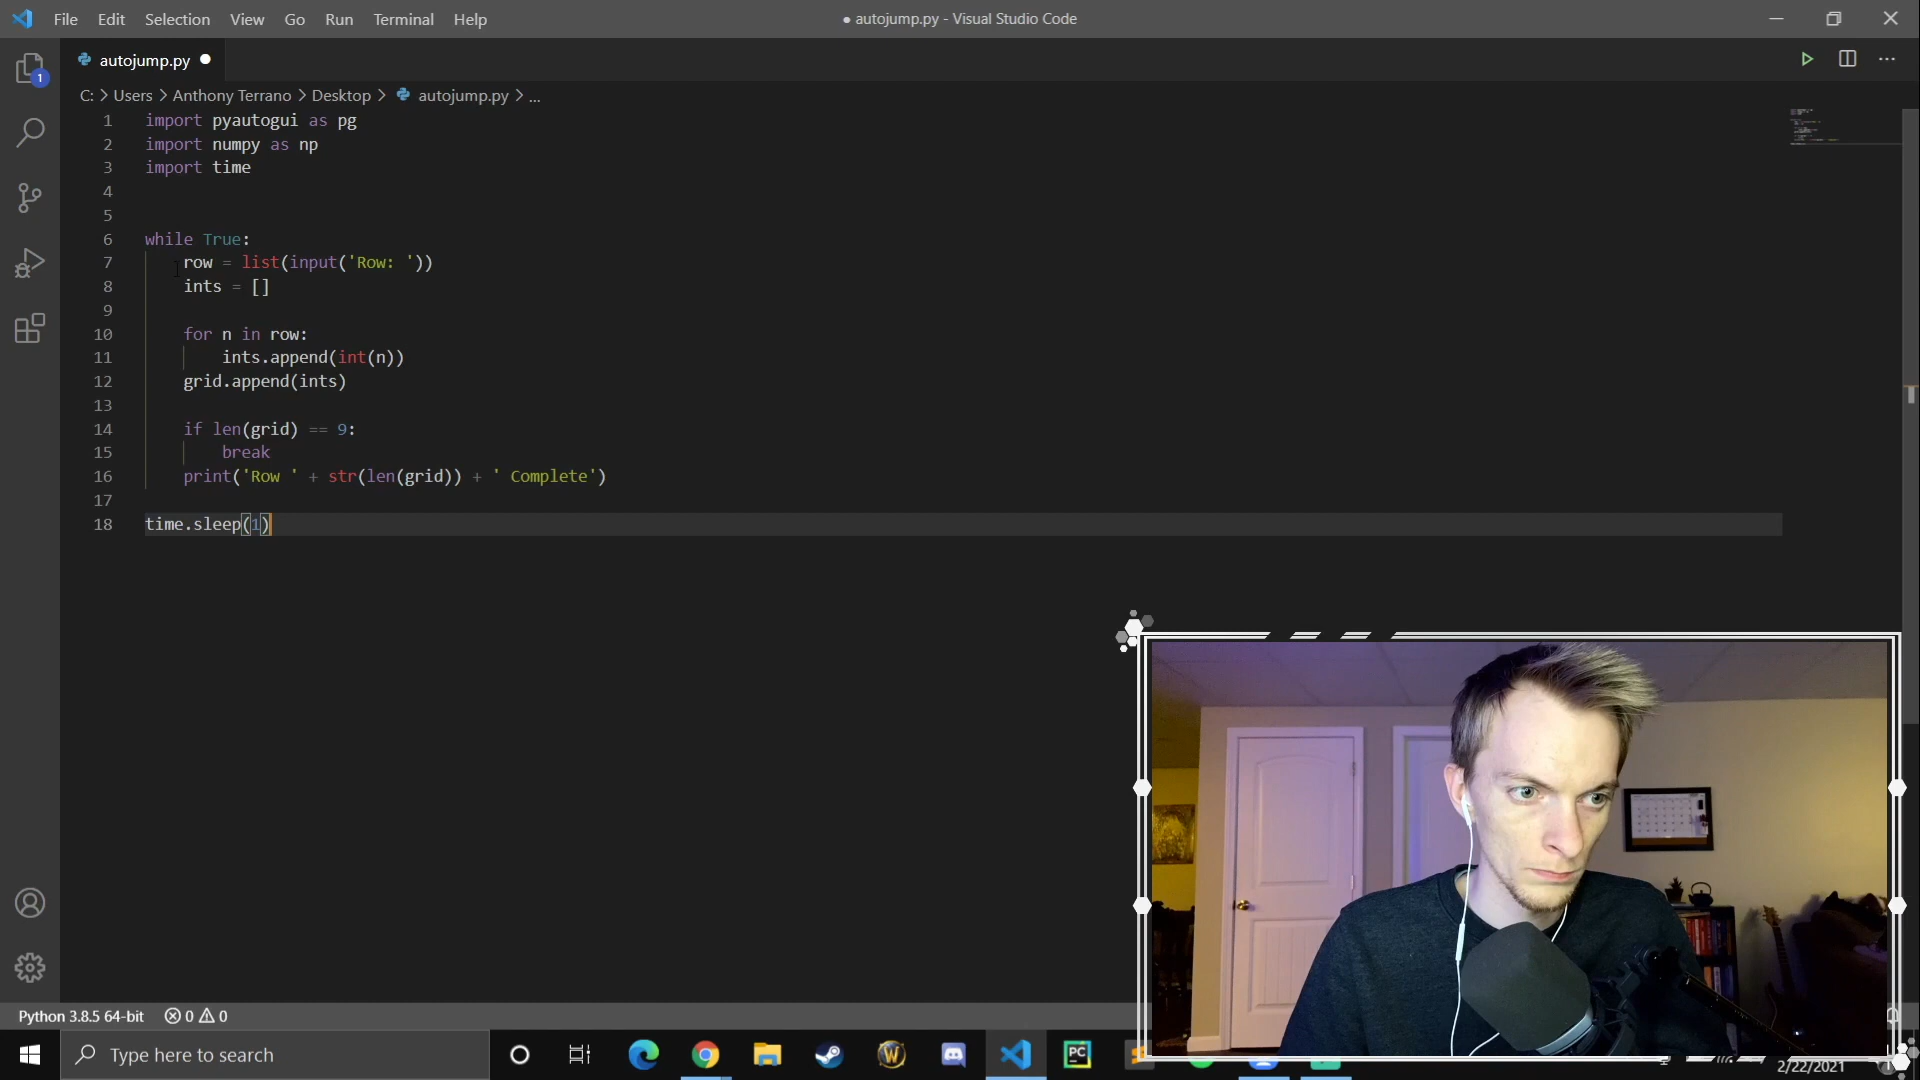 File Edit Selection View Go Run Terminal Help
● autojump.py - Visual Studio Code
autojump.py
C: > Users > Anthony Terrano > Desktop > autojump.py > ...
1 import pyautogui as pg
2 import numpy as np
3 import time
4
5
6 while True:
7 row = list(input('Row: '))
8 ints = []
9
10 for n in row:
11 ints.append(int(n))
12 grid.append(ints)
13
14 if len(grid) == 9:
15 break
16 print('Row ' + str(len(grid)) + ' Complete')
17
18 time.sleep(1)
1
Python 3.8.5 64-bit 0 0
Type here to search
PC
2/22/2021